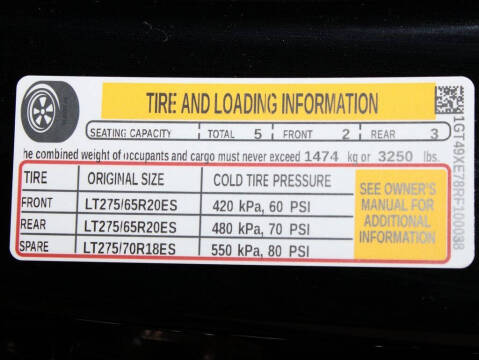 TIRE AND LOADING INFORMATION
SEATING CAPACITY TOTAL 5 FRONT 2 REAR 3
he combined weight of occupants and cargo must never exceed 1474 kg or 3250 lbs.
TIRE ORIGINAL SIZE COLD TIRE PRESSURE
FRONT LT275/65R20ES 420 kPa, 60 PSI
REAR LT275/65R20ES 480 kPa, 70 PSI
SPARE LT275/70R18ES 550 kPa, 80 PSI
SEE OWNER'S
MANUAL FOR
ADDITIONAL
INFORMATION
1GT49XE78RF100038